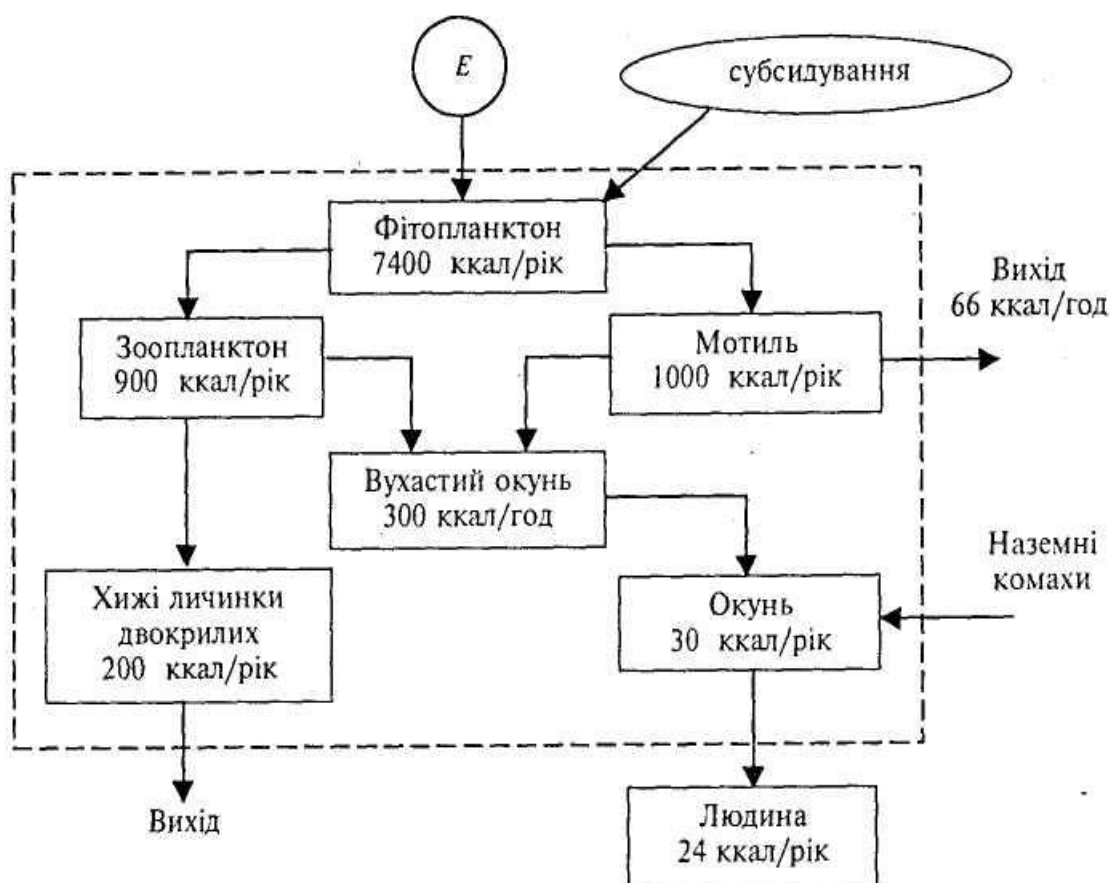 E
субсидування
Фітопланктон
7400 ккал/рік
Вихід
66 ккал/год
Зоопланктон
900 ккал/рік
Мотиль
1000 ккал/рік
Вухастий окунь
300 ккал/год
Наземні
комахи
Хижі личинки
двокрилих
200 ккал/рік
Окунь
30 ккал/рік
Вихід
Людина
24 ккал/рік